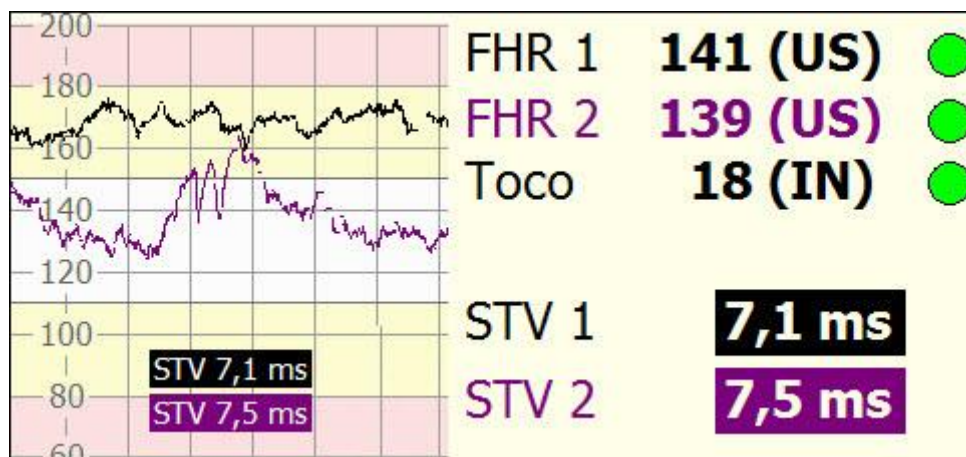 200
180
160
140
120
100
80
60
STV 7,1 ms
STV 7,5 ms
FHR 1 141 (US)
FHR 2 139 (US)
Toco 18 (IN)
STV 1 7,1 ms
STV 2 7,5 ms